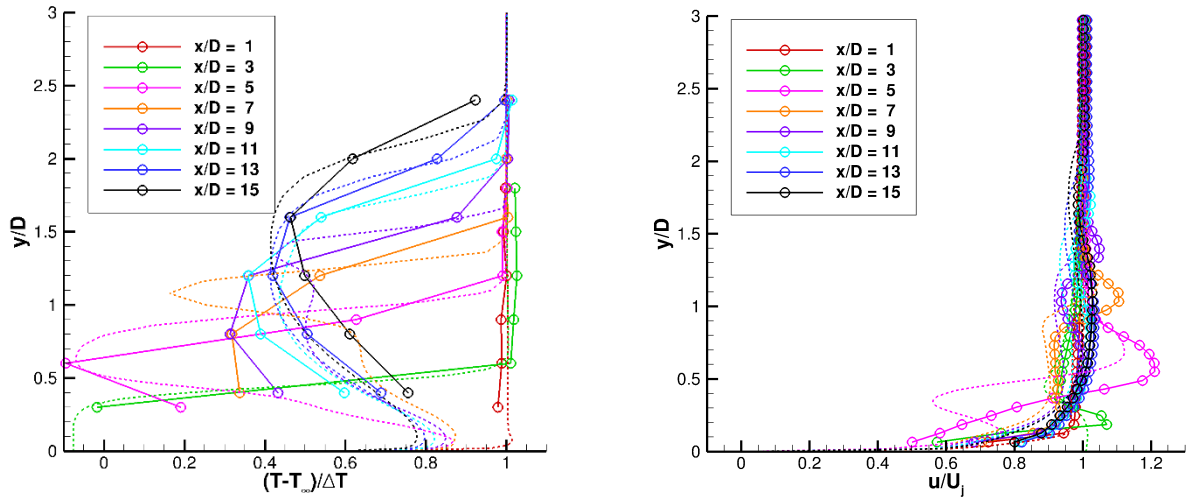 3
2.5
2
1.5
1
0.5
0
y/D
x/D = 1
x/D = 3
x/D = 5
x/D = 7
x/D = 9
x/D = 11
x/D = 13
x/D = 15
0 0.2 0.4 0.6 0.8 1
(T-T∞)/ΔT
3
2.5
2
1.5
1
0.5
0
y/D
x/D = 1
x/D = 3
x/D = 5
x/D = 7
x/D = 9
x/D = 11
x/D = 13
x/D = 15
0 0.2 0.4 0.6 0.8 1 1.2
u/Uj